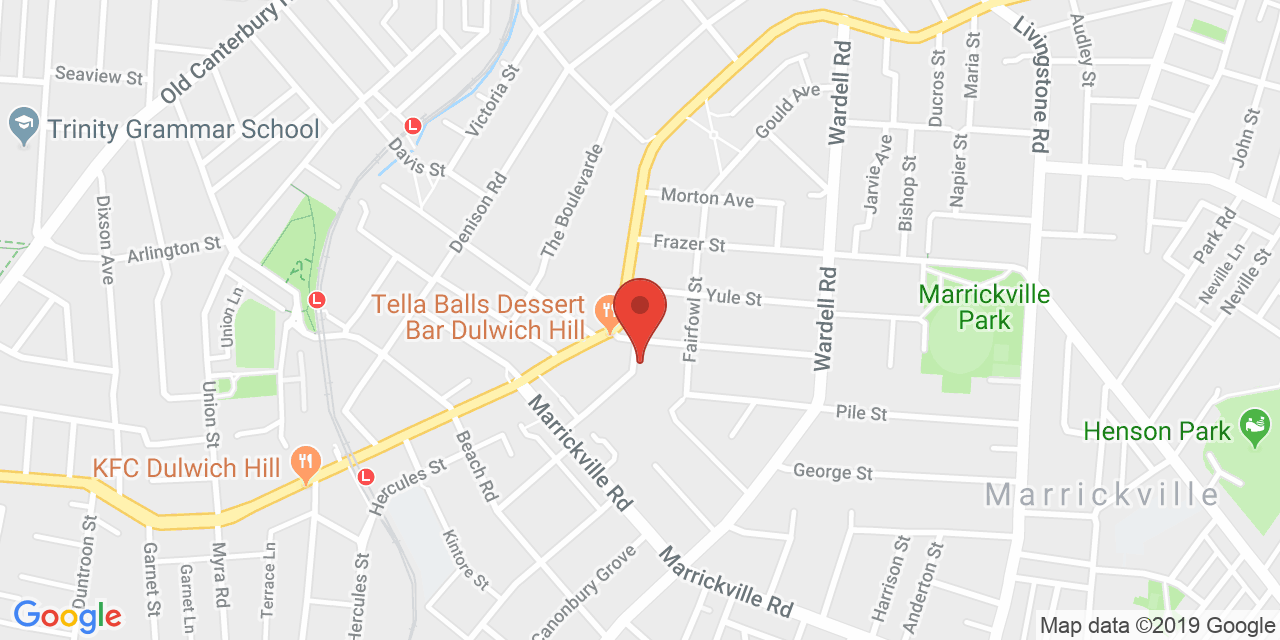 Old Canterbury
Seaview St
Trinity Grammar School
Victoria St
Davis St
Gould Ave
Wardell Rd
Ducros St
Maria St
Livingstone Rd
Audley St
John St
Dixson Ave
Arlington St
Denison Rd
The Boulevarde
Morton Ave
Jarvie Ave
Bishop St
Napier St
Frazer St
Park Rd
Neville Ln
Neville St
Union Ln
Tella Balls Dessert
Bar Dulwich Hill
Yule St
Fairfowl St
Wardell Rd
Marrickville
Park
Union St
Marrickville Rd
Pile St
Henson Park
KFC Dulwich Hill
Beach Rd
Hercules St
George St
Marrickville
Duntroon St
Garnet St
Garnet Ln
Myra Rd
Terrace Ln
Hercules St
Kintore St
Canonbury Grove
Marrickville Rd
Harrison St
Anderton St
Google
Map data ©2019 Google